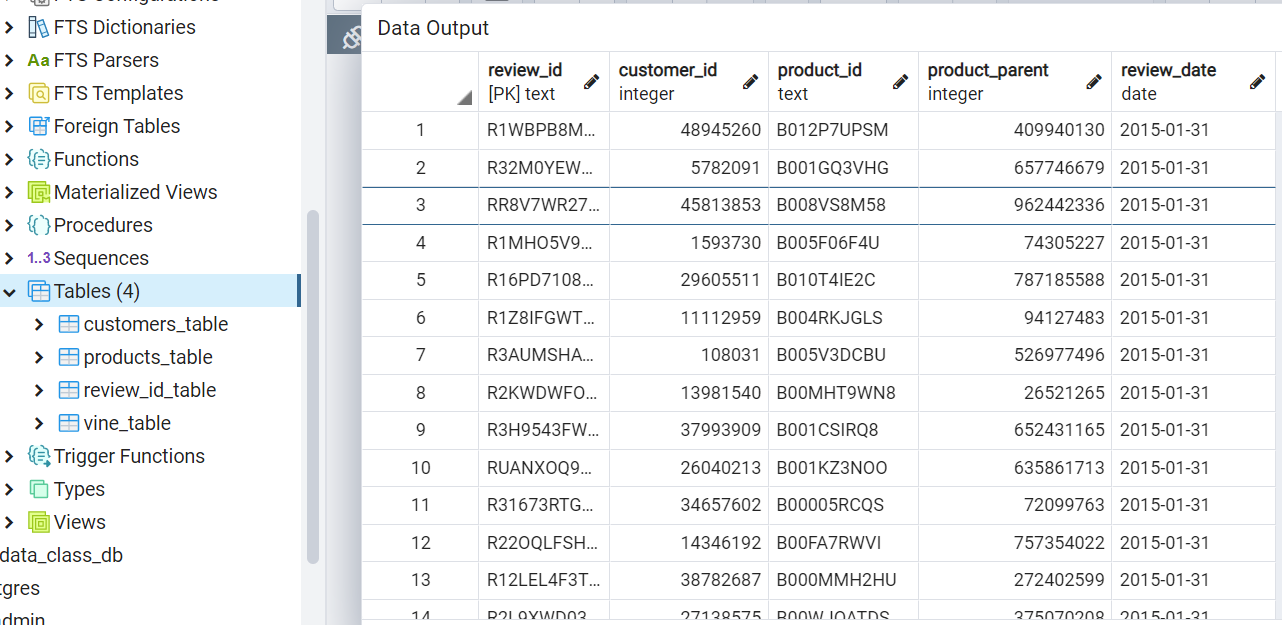 FTS Configurations
FTS Dictionaries
Aa FTS Parsers
FTS Templates
Foreign Tables
Functions
Materialized Views
Procedures
1..3 Sequences
Tables (4)
customers_table
products_table
review_id_table
vine_table
Trigger Functions
Types
Views
data_class_db
tgres
dmin
Data Output
review_id customer_id product_id product_parent review_date
[PK] text integer text integer date
1 R1WBPB8M... 48945260 B012P7UPSM 409940130 2015-01-31
2 R32M0YEW... 5782091 B001GQ3VHG 657746679 2015-01-31
3 RR8V7WR27... 45813853 B008VS8M58 962442336 2015-01-31
4 R1MHO5V9... 1593730 B005F06F4U 74305227 2015-01-31
5 R16PD7108... 29605511 B010T4IE2C 787185588 2015-01-31
6 R1Z8IFGWT... 11112959 B004RKJGLS 94127483 2015-01-31
7 R3AUMSHA... 108031 B005V3DCBU 526977496 2015-01-31
8 R2KWDWFO... 13981540 B00MHT9WN8 26521265 2015-01-31
9 R3H9543FW... 37993909 B001CSIRQ8 652431165 2015-01-31
10 RUANXOQ9... 26040213 B001KZ3NOO 635861713 2015-01-31
11 R31673RTG... 34657602 B00005RCQS 72099763 2015-01-31
12 R22OQLFSH... 14346192 B00FA7RWVI 757354022 2015-01-31
13 R12LEL4F3T... 38782687 B000MMH2HU 272402599 2015-01-31
14 27138575 375070208 2015-01-31